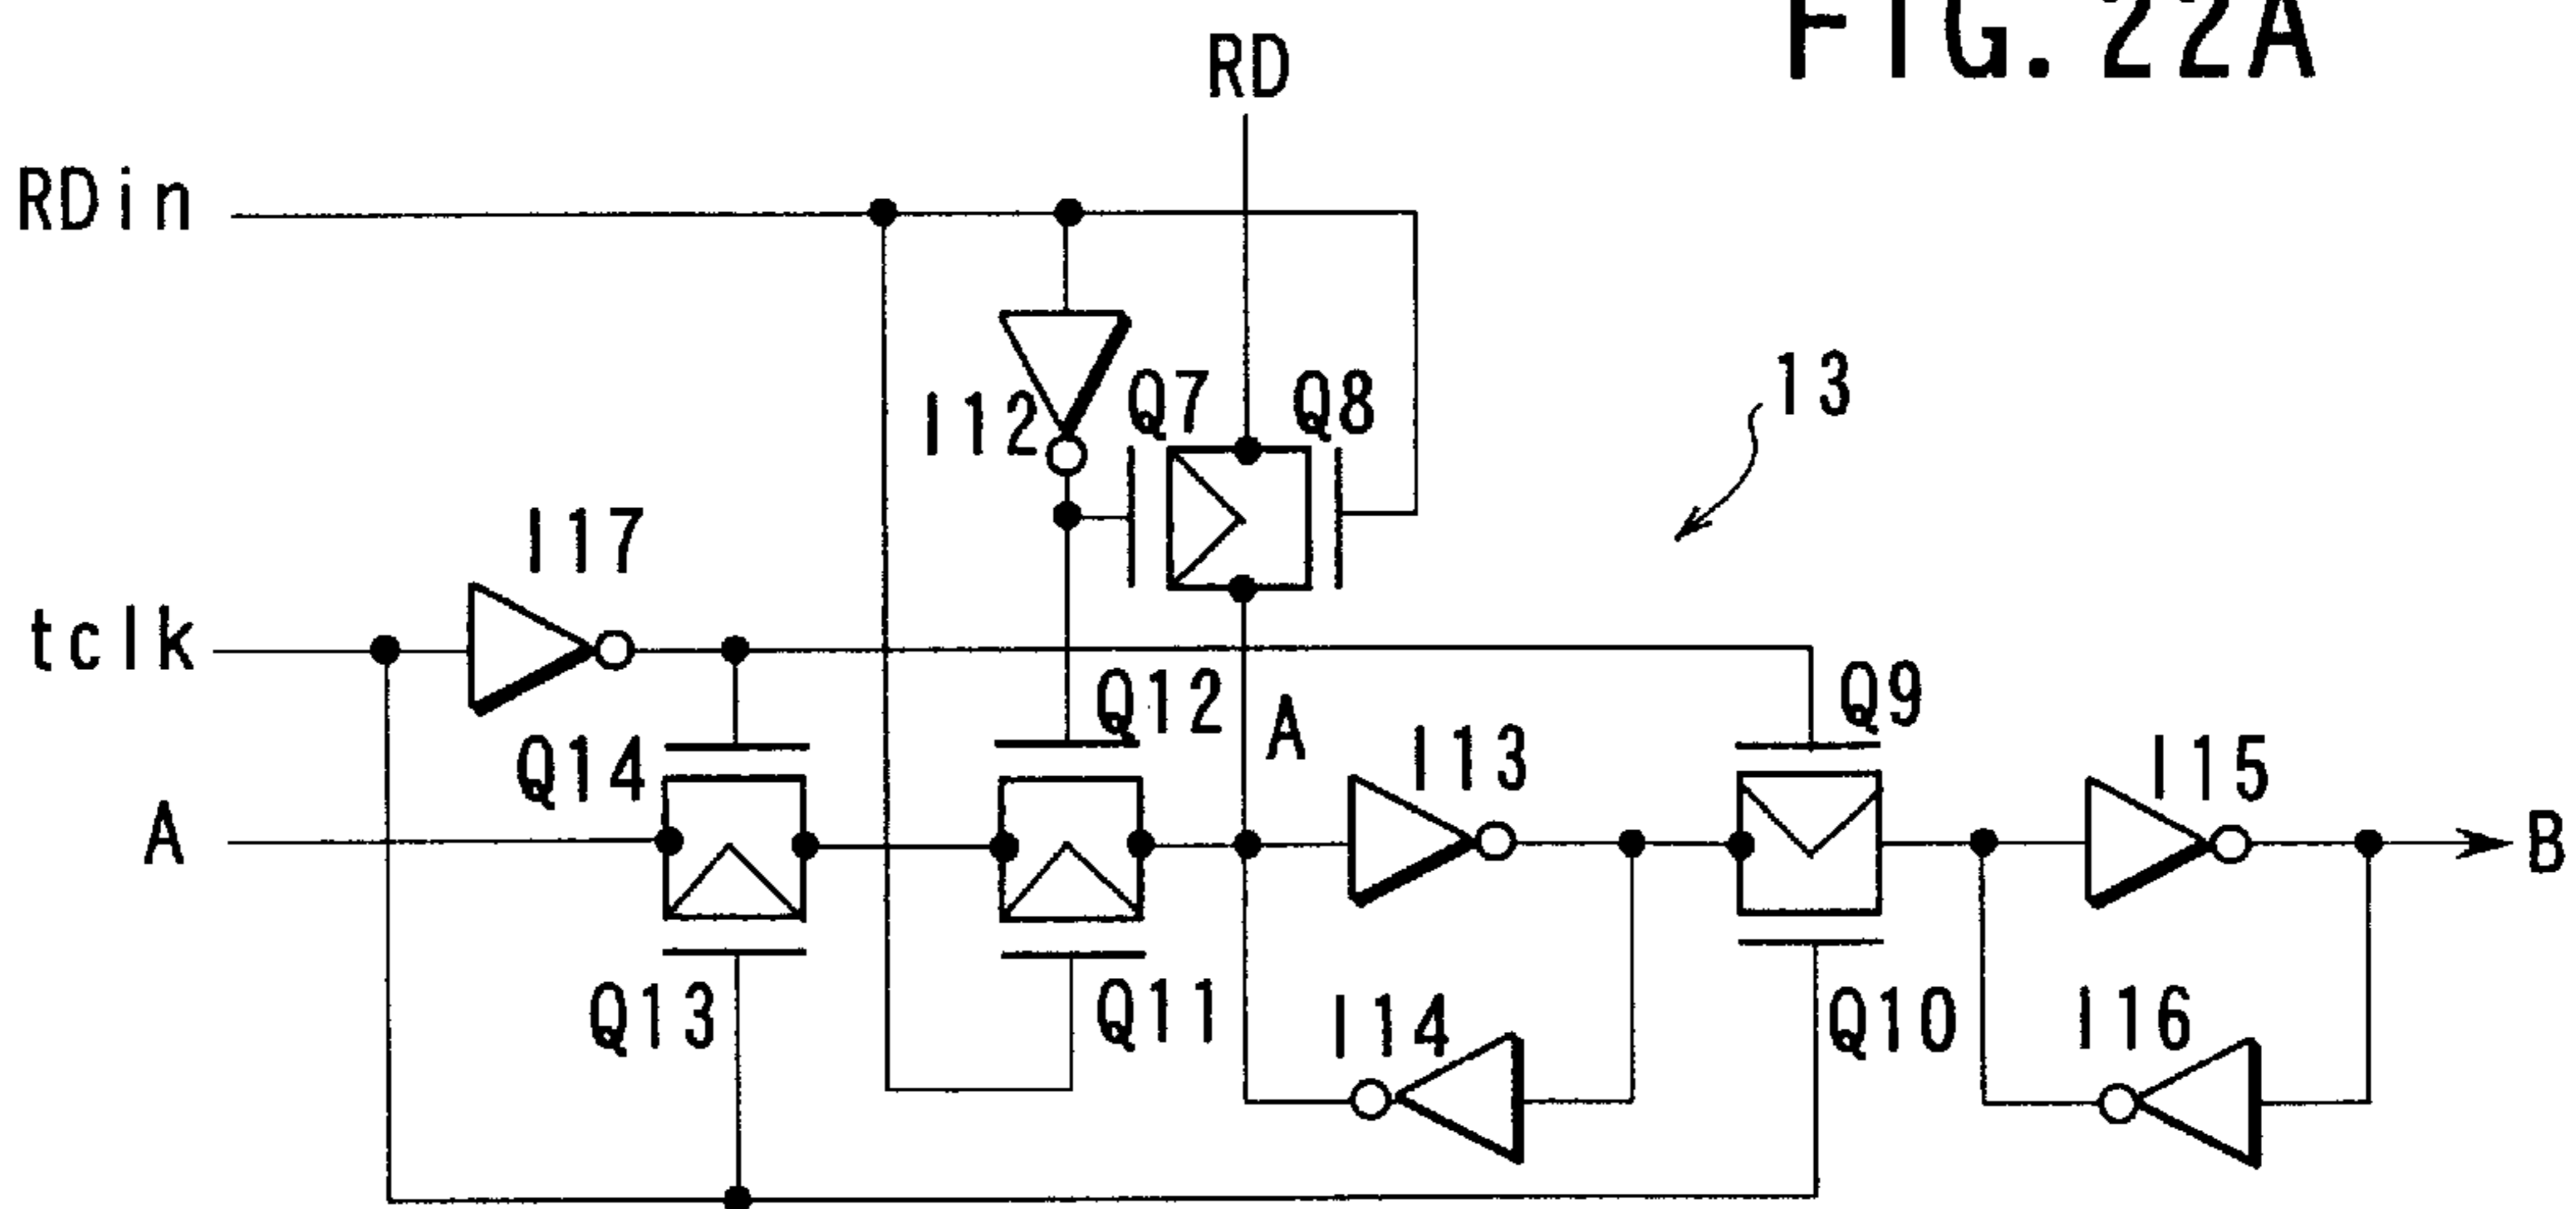 FIG. 22A
RD
RDin
I12
Q7
Q8
13
I17
tclk
Q14
Q12
A
I13
Q9
I15
A
B
Q13
Q11
I14
Q10
I16